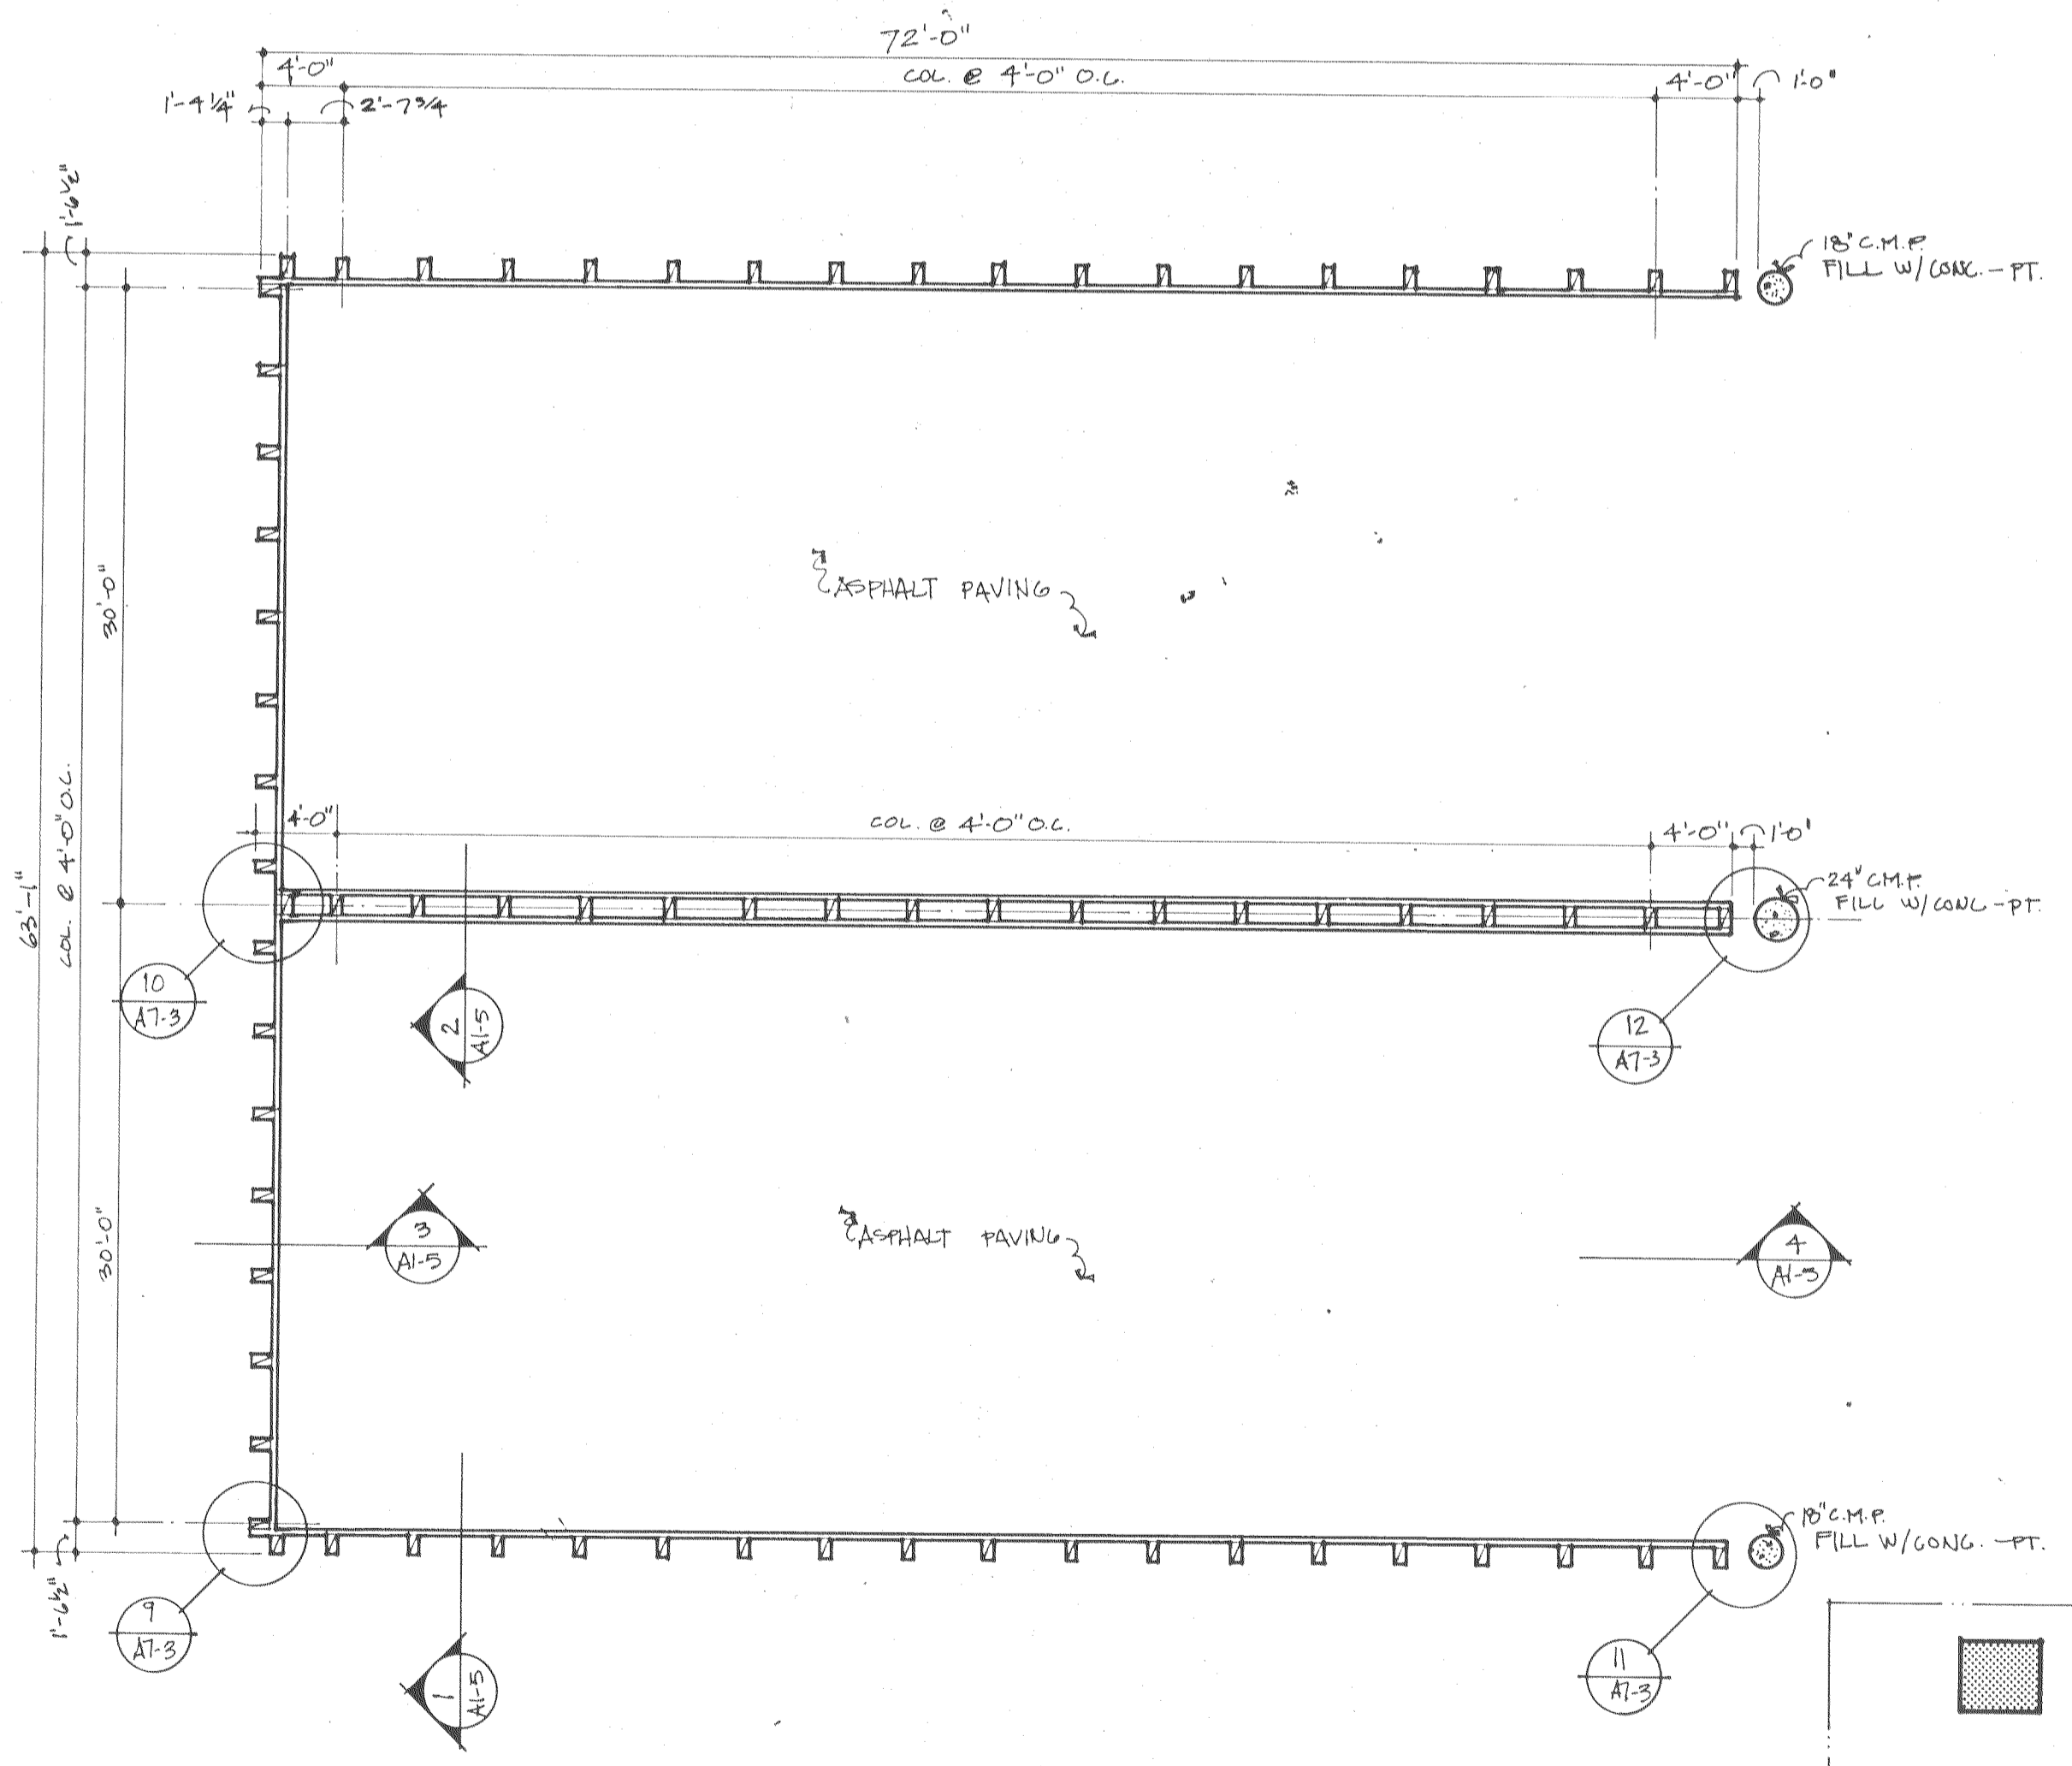 72'-0"
4'-0"
COL. @ 4'-0" O.C.
4'-0"
1'-0"
1'-4 1/4"
2'-7 3/4
1'-6 1/2"
18" C.M.P.
FILL W/CONC.-PT.
30'-0"
ASPHALT PAVING
63'-1"
COL. @ 4'-0" O.C.
4'-0"
COL. @ 4'-0" O.C.
4'-0"
1'-0'
24" C.M.P.
FILL W/CONC-PT.
10
A7-3
2
A1-5
12
A7-3
30'-0"
3
A1-5
ASPHALT PAVING
4
A1-5
18" C.M.P.
FILL W/CONC. -PT.
1'-6 1/2"
9
A7-3
1
A1-5
11
A7-3